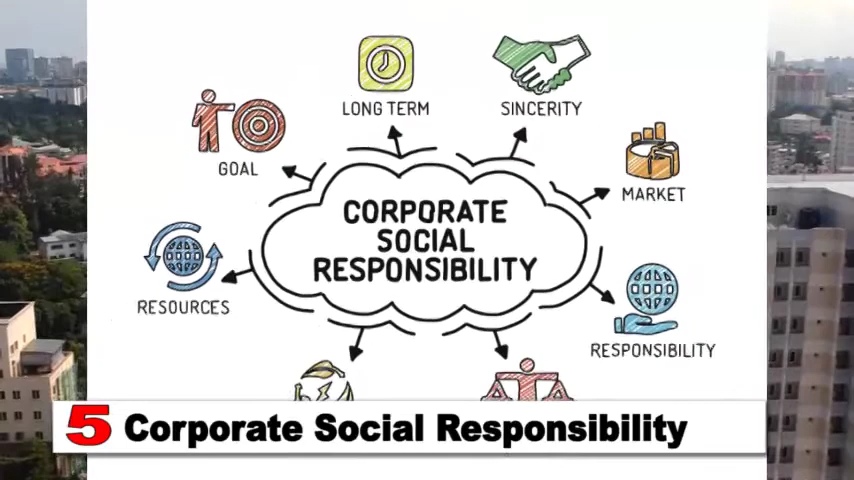 LONG TERM
SINCERITY
GOAL
MARKET
CORPORATE
SOCIAL
RESPONSIBILITY
RESOURCES
RESPONSIBILITY
5 Corporate Social Responsibility